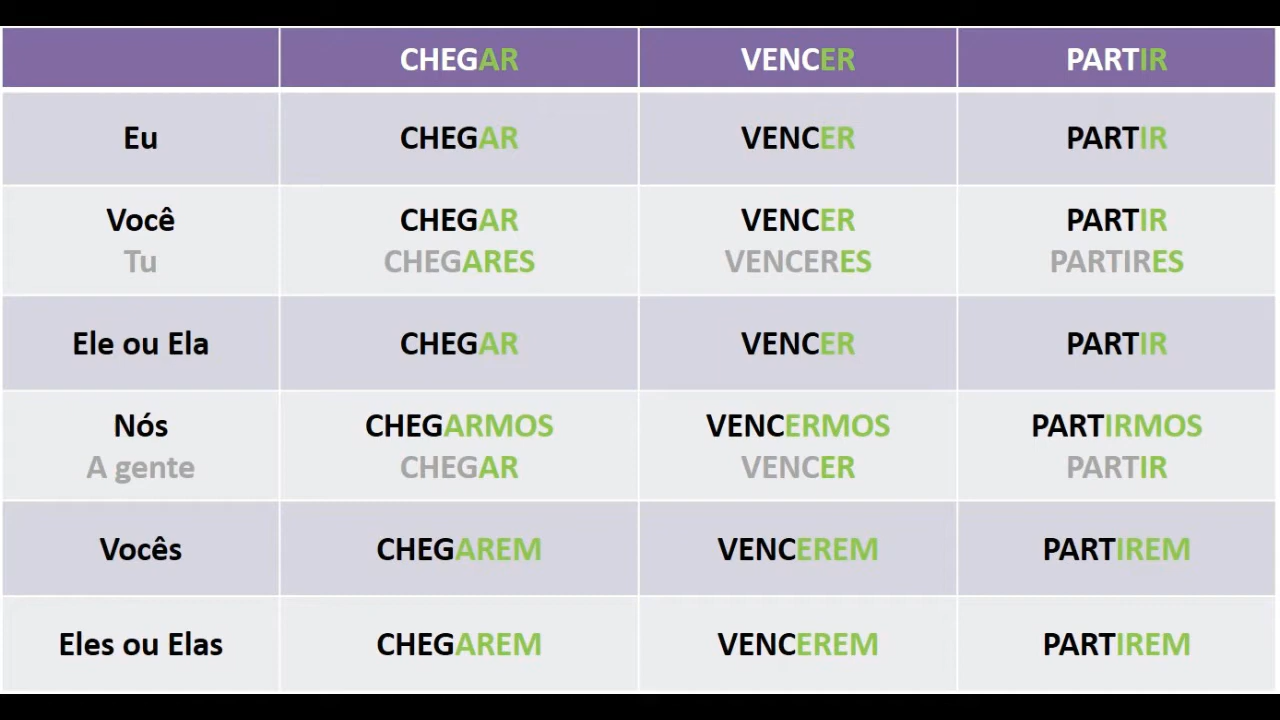 CHEGAR VENCER PARTIR
Eu CHEGAR VENCER PARTIR
Você CHEGAR VENCER PARTIR
Tu CHEGARES VENCERES PARTIRES
Ele ou Ela CHEGAR VENCER PARTIR
Nós CHEGARMOS VENCERMOS PARTIRMOS
A gente CHEGAR VENCER PARTIR
Vocês CHEGAREM VENCEREM PARTIREM
Eles ou Elas CHEGAREM VENCEREM PARTIREM